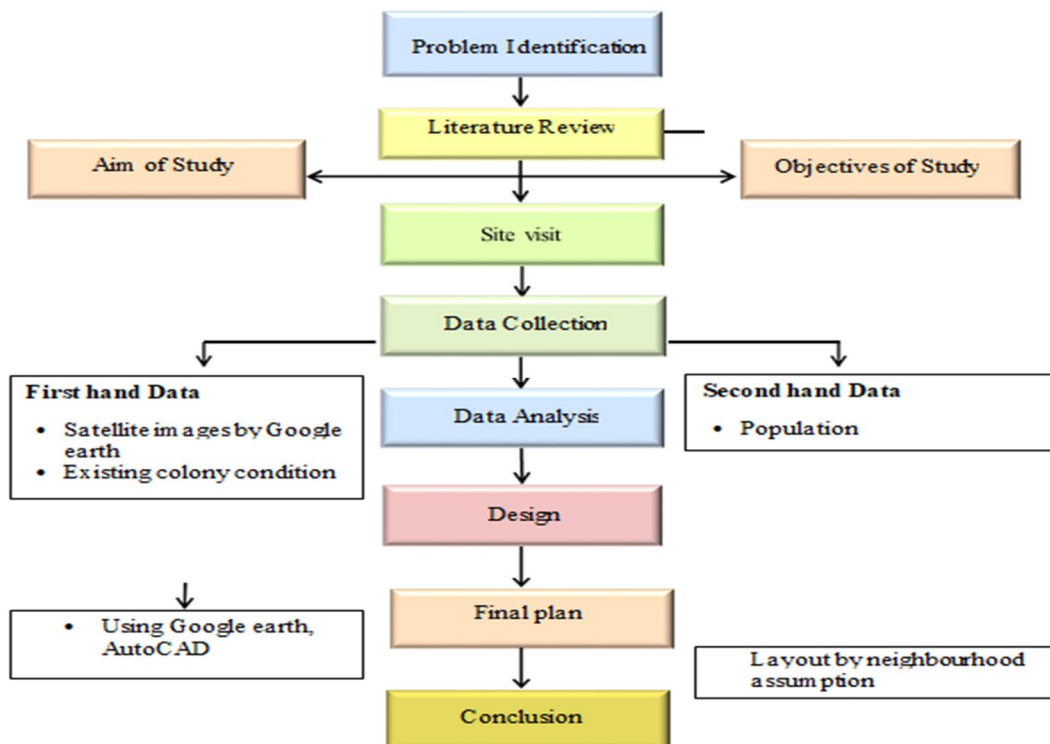 Problem Identification
Literature Review
Aim of Study
Objectives of Study
Site visit
Data Collection
First hand Data
• Satellite images by Google
earth
• Existing colony condition
Second hand Data
• Population
Data Analysis
Design
Final plan
• Using Google earth,
AutoCAD
Layout by neighbourhood
assumption
Conclusion